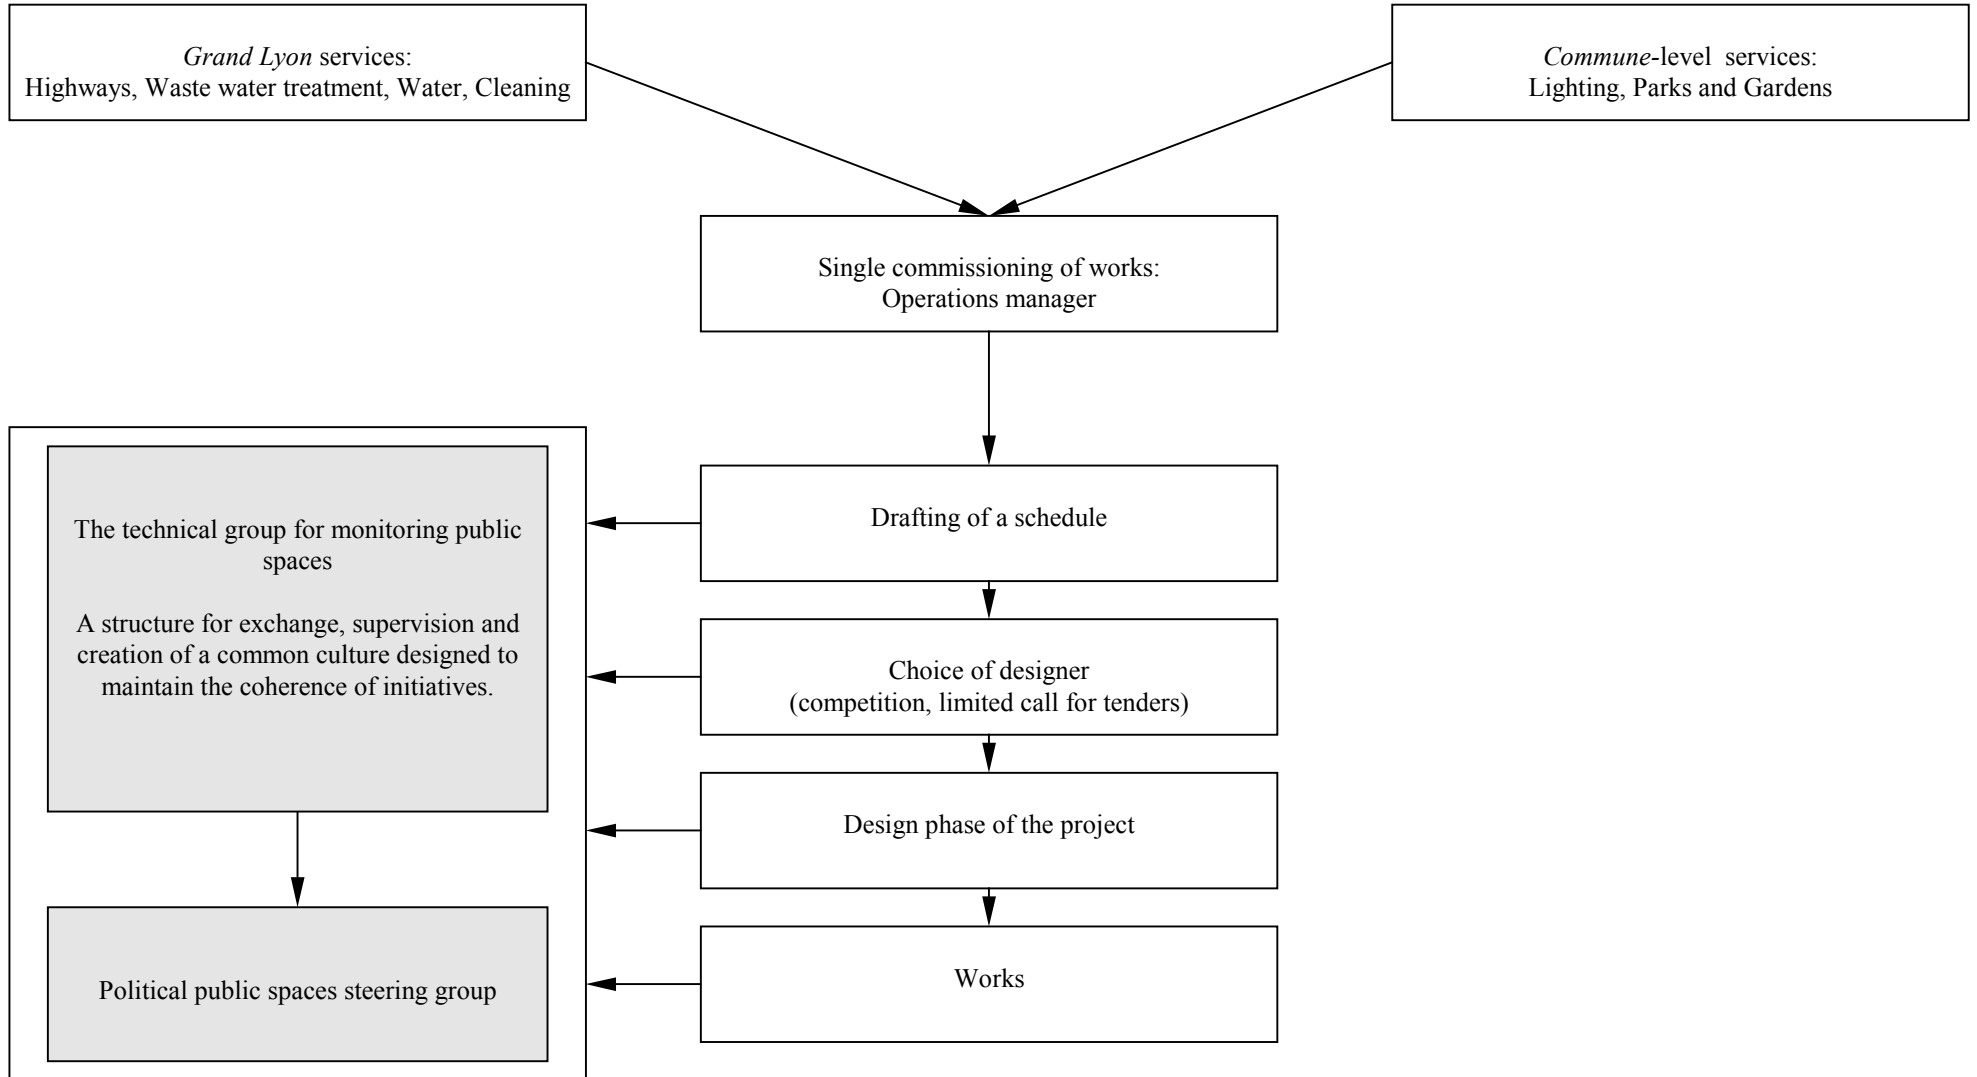 Grand Lyon services:
Highways, Waste water treatment, Water, Cleaning
Commune-level services:
Lighting, Parks and Gardens
Single commissioning of works:
Operations manager
The technical group for monitoring public
spaces
A structure for exchange, supervision and
creation of a common culture designed to
maintain the coherence of initiatives.
Political public spaces steering group
Drafting of a schedule
Choice of designer
(competition, limited call for tenders)
Design phase of the project
Works